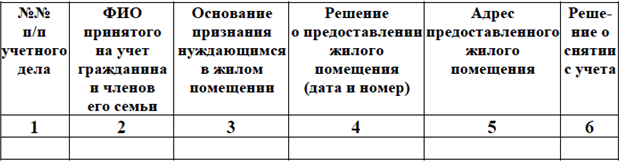 №№
п/п
учетного
дела
ФИО
принятого
на учет
гражданина
и членов
его семьи
Основание
признания
нуждающимся
в жилом
помещении
Решение
о предоставлении
жилого
помещения
(дата и номер)
Адрес
предоставленного
жилого
помещения
Реше-
ние о
снятии
с учета
1 2 3 4 5 6